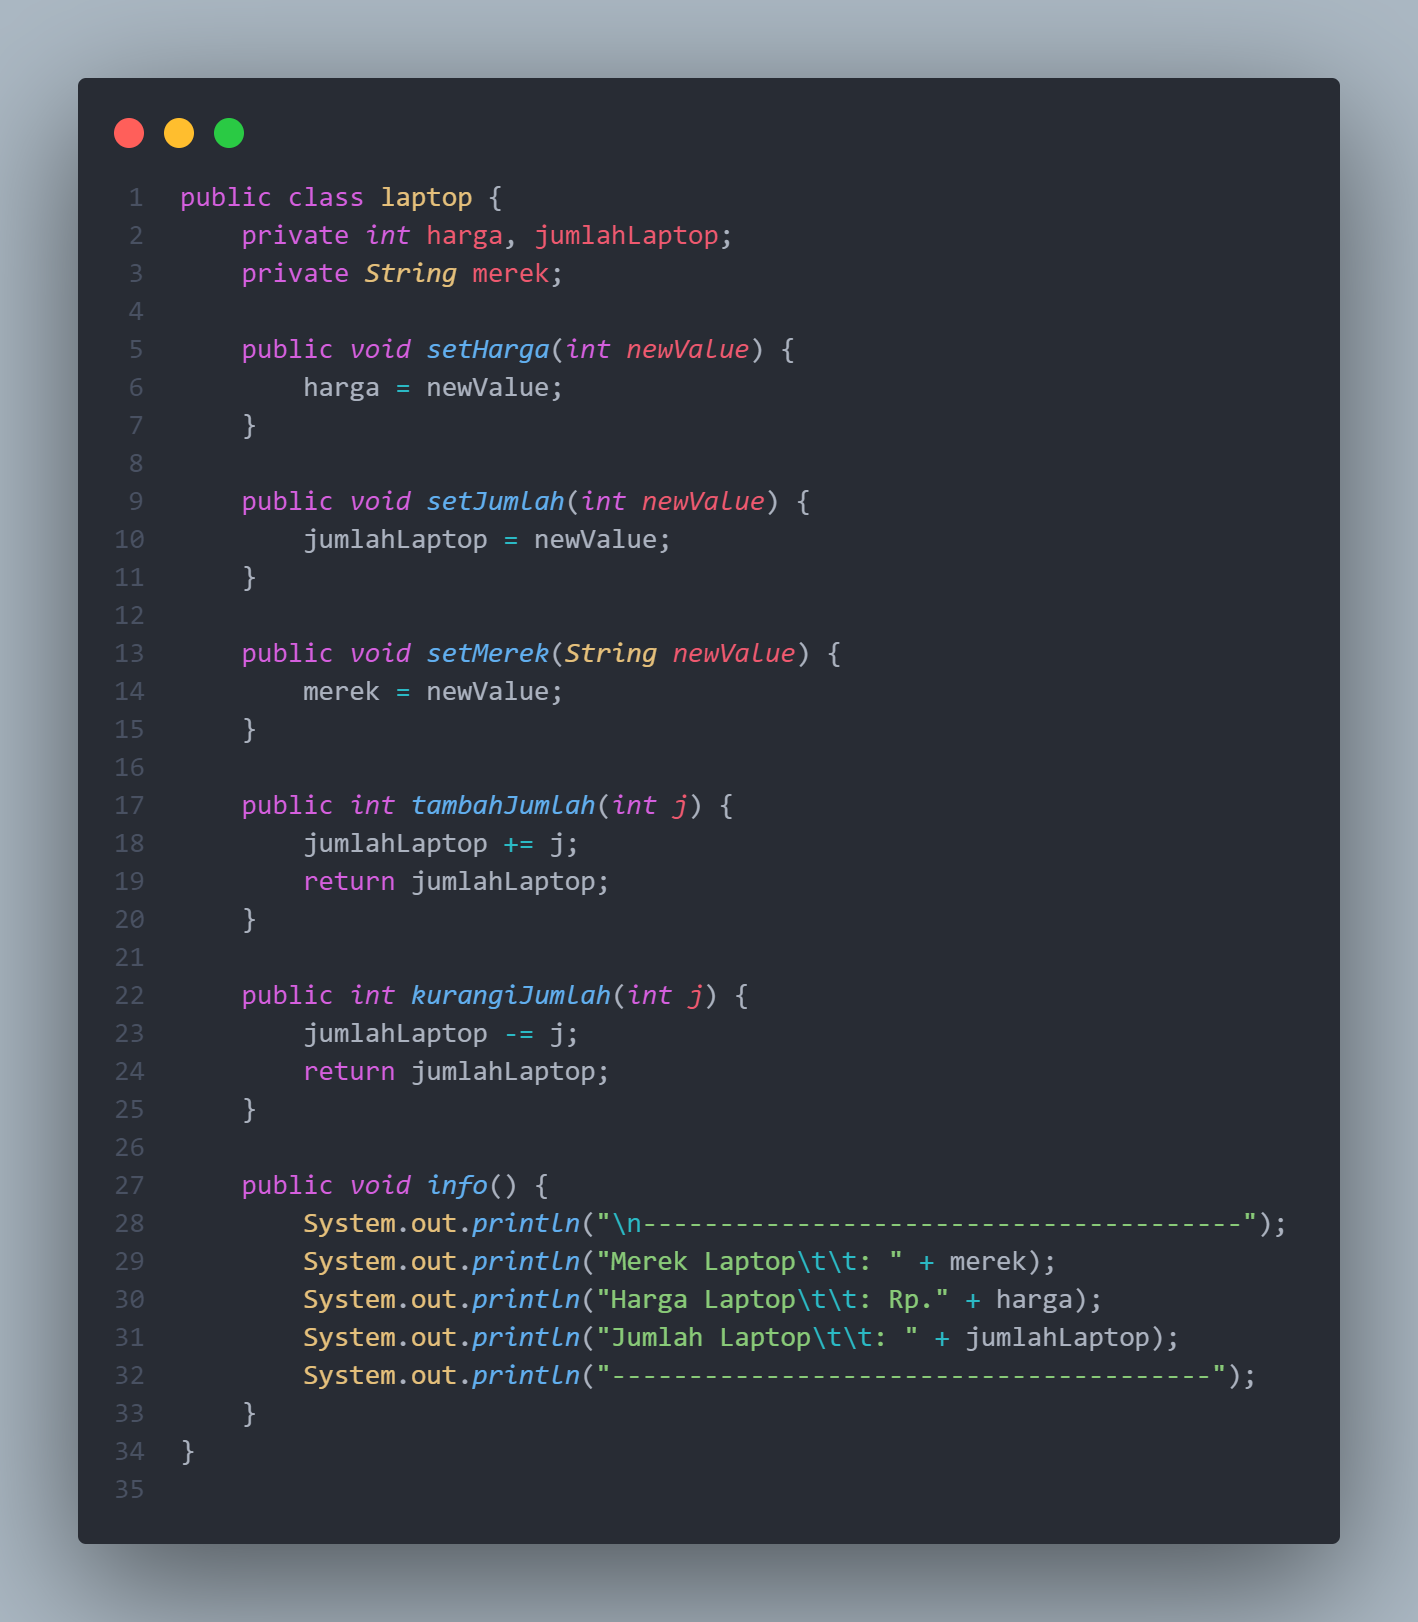 1 public class laptop {
2     private int harga, jumlahLaptop;
3     private String merek;
4
5     public void setHarga(int newValue) {
6         harga = newValue;
7     }
8
9     public void setJumlah(int newValue) {
10         jumlahLaptop = newValue;
11     }
12
13     public void setMerek(String newValue) {
14         merek = newValue;
15     }
16
17     public int tambahJumlah(int j) {
18         jumlahLaptop += j;
19         return jumlahLaptop;
20     }
21
22     public int kurangiJumlah(int j) {
23         jumlahLaptop -= j;
24         return jumlahLaptop;
25     }
26
27     public void info() {
28         System.out.println("\n---------------------------------------");
29         System.out.println("Merek Laptop\t\t: " + merek);
30         System.out.println("Harga Laptop\t\t: Rp." + harga);
31         System.out.println("Jumlah Laptop\t\t: " + jumlahLaptop);
32         System.out.println("---------------------------------------");
33     }
34 }
35